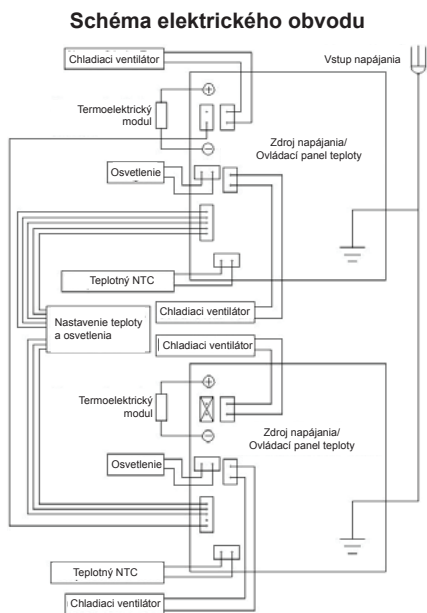 Schéma elektrického obvodu
Chladiaci ventilátor
Vstup napájania
Termoelektrický
modul
Zdroj napájania/
Ovládací panel teploty
Osvetlenie
Teplotný NTC
Chladiaci ventilátor
Nastavenie teploty
a osvetlenia
Chladiaci ventilátor
Termoelektrický
modul
Zdroj napájania/
Ovládací panel teploty
Osvetlenie
Teplotný NTC
Chladiaci ventilátor